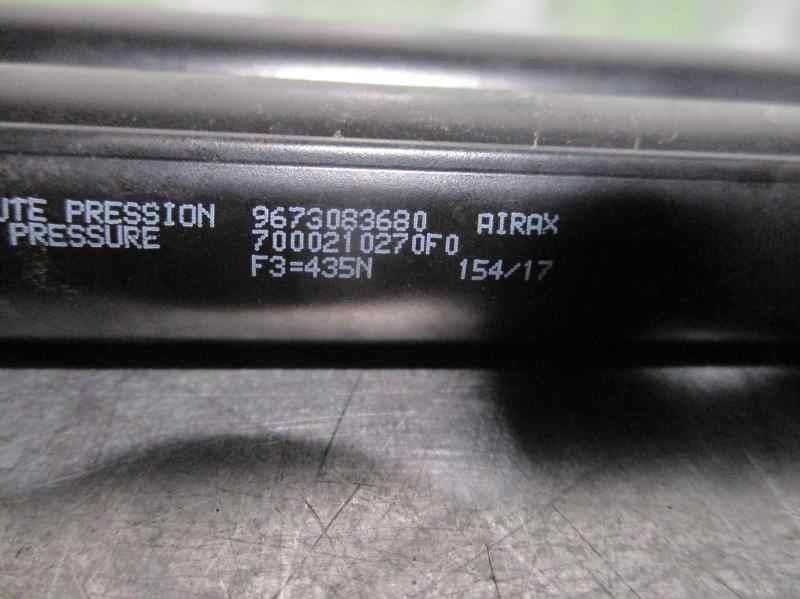 UTE PRESSION 9673083680 AIRAX
PRESSURE 7000210270F0
F3=435N 154/17